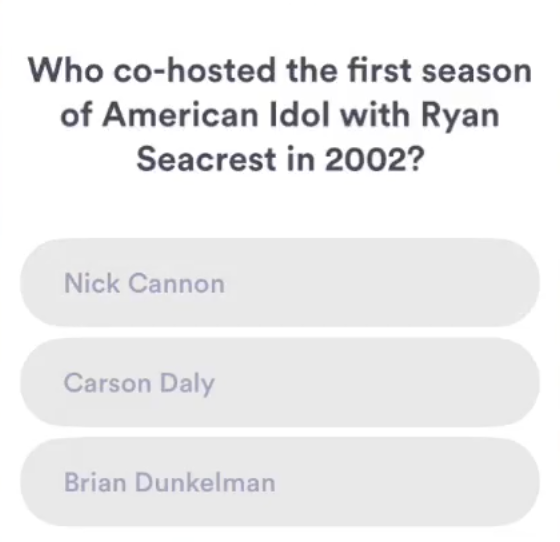 Who co-hosted the first season
of American Idol with Ryan
Seacrest in 2002?
Nick Cannon
Carson Daly
Brian Dunkelman